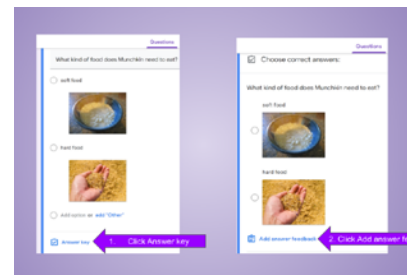 Questions
What kind of food does Munchkin need to eat?
soft food
hard food
Add option or add "Other"
Answer key
1. Click Answer key
Questions
Choose correct answers:
What kind of food does Munchkin need to eat?
soft food
hard food
Add answer feedback
2. Click Add answer fe